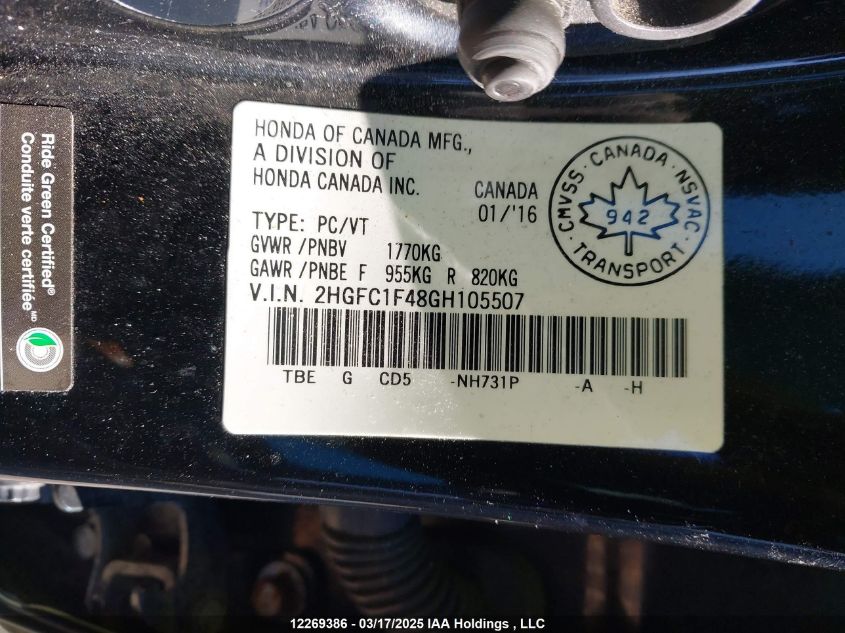 Ride Green Certified®
Conduite verte certifiée MD
HONDA OF CANADA MFG.,
A DIVISION OF
HONDA CANADA INC.
CANADA
01/'16
TYPE: PC/VT
GVWR /PNBV 1770KG
GAWR /PNBE F 955KG R 820KG
V.I.N. 2HGFC1F48GH105507
TBE G CD5 -NH731P -A -H
CMVSS · CANADA · NSVAC
942
· TRANSPORT ·
12269386 - 03/17/2025 IAA Holdings , LLC